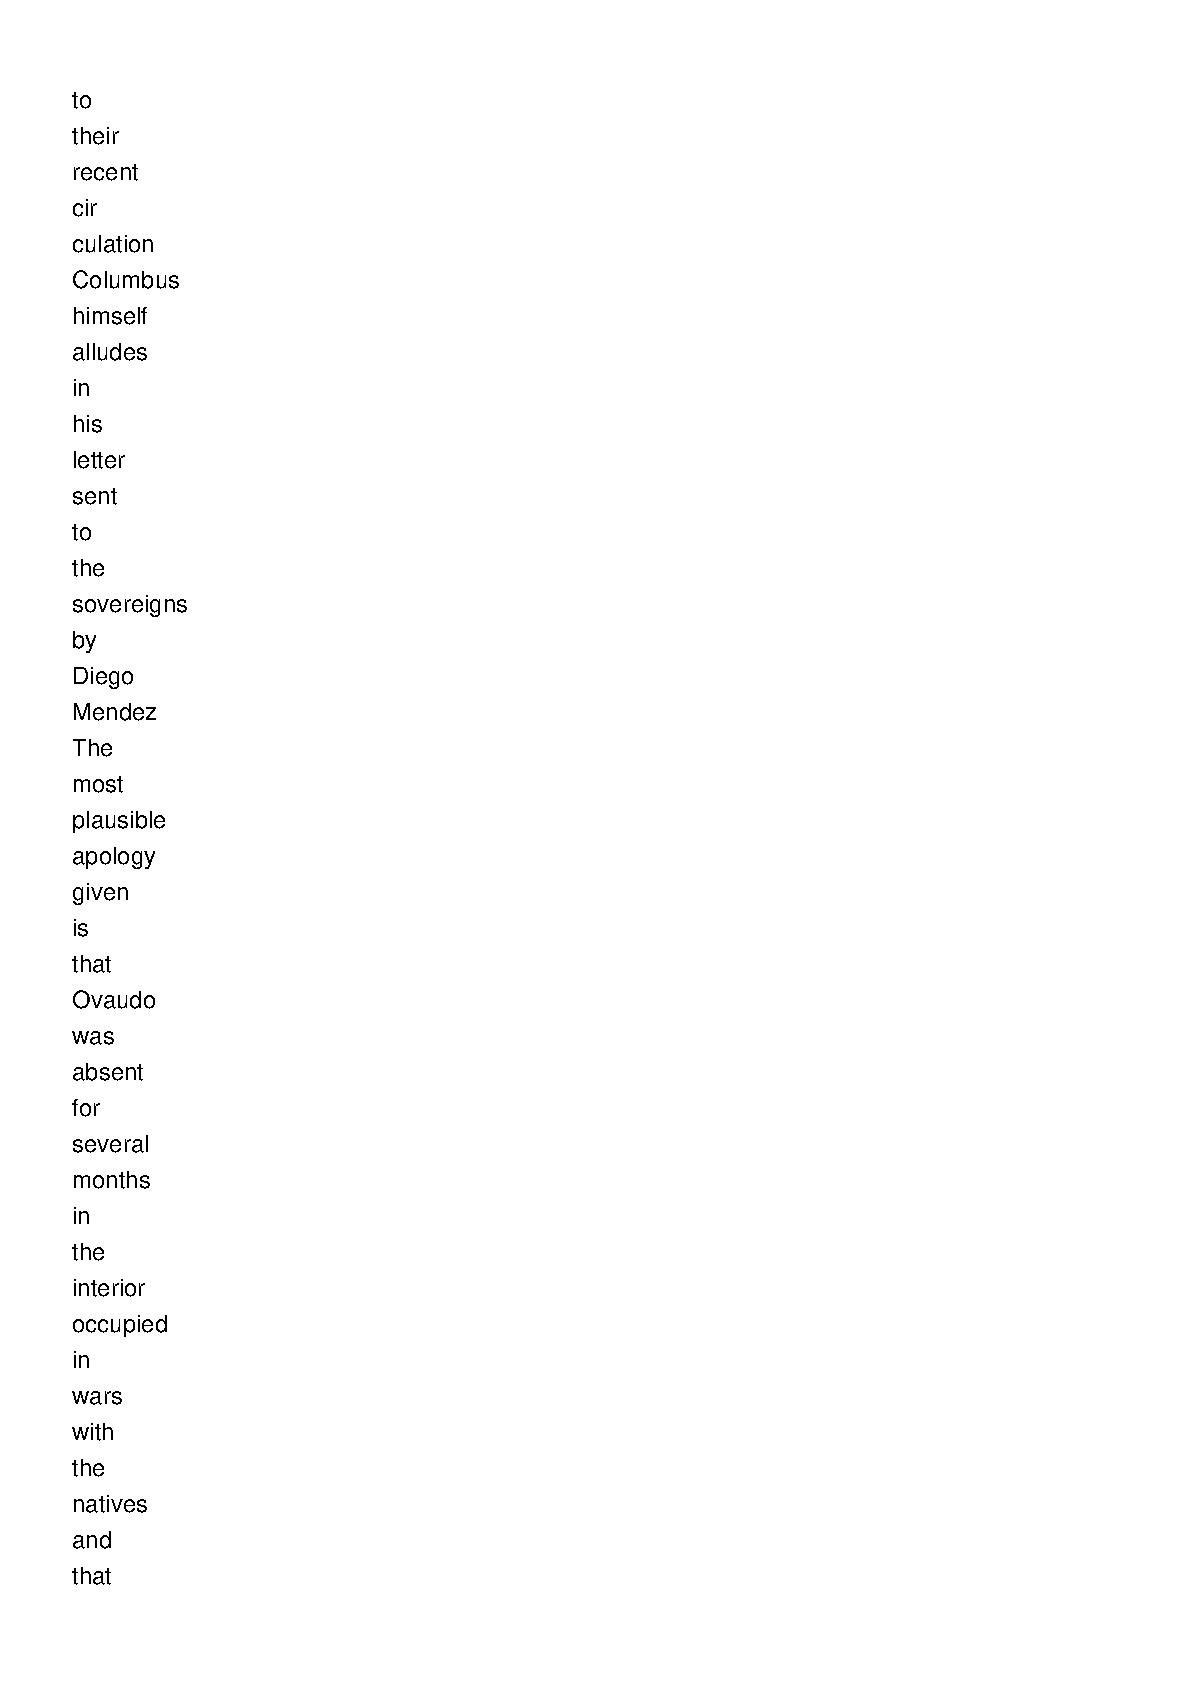 to
their
recent
cir
culation
Columbus
himself
alludes
in
his
letter
sent
to
the
sovereigns
by
Diego
Mendez
The
most
plausible
apology
given
is
that
Ovaudo
was
absent
for
several
months
in
the
interior
occupied
in
wars
with
the
natives
and
that